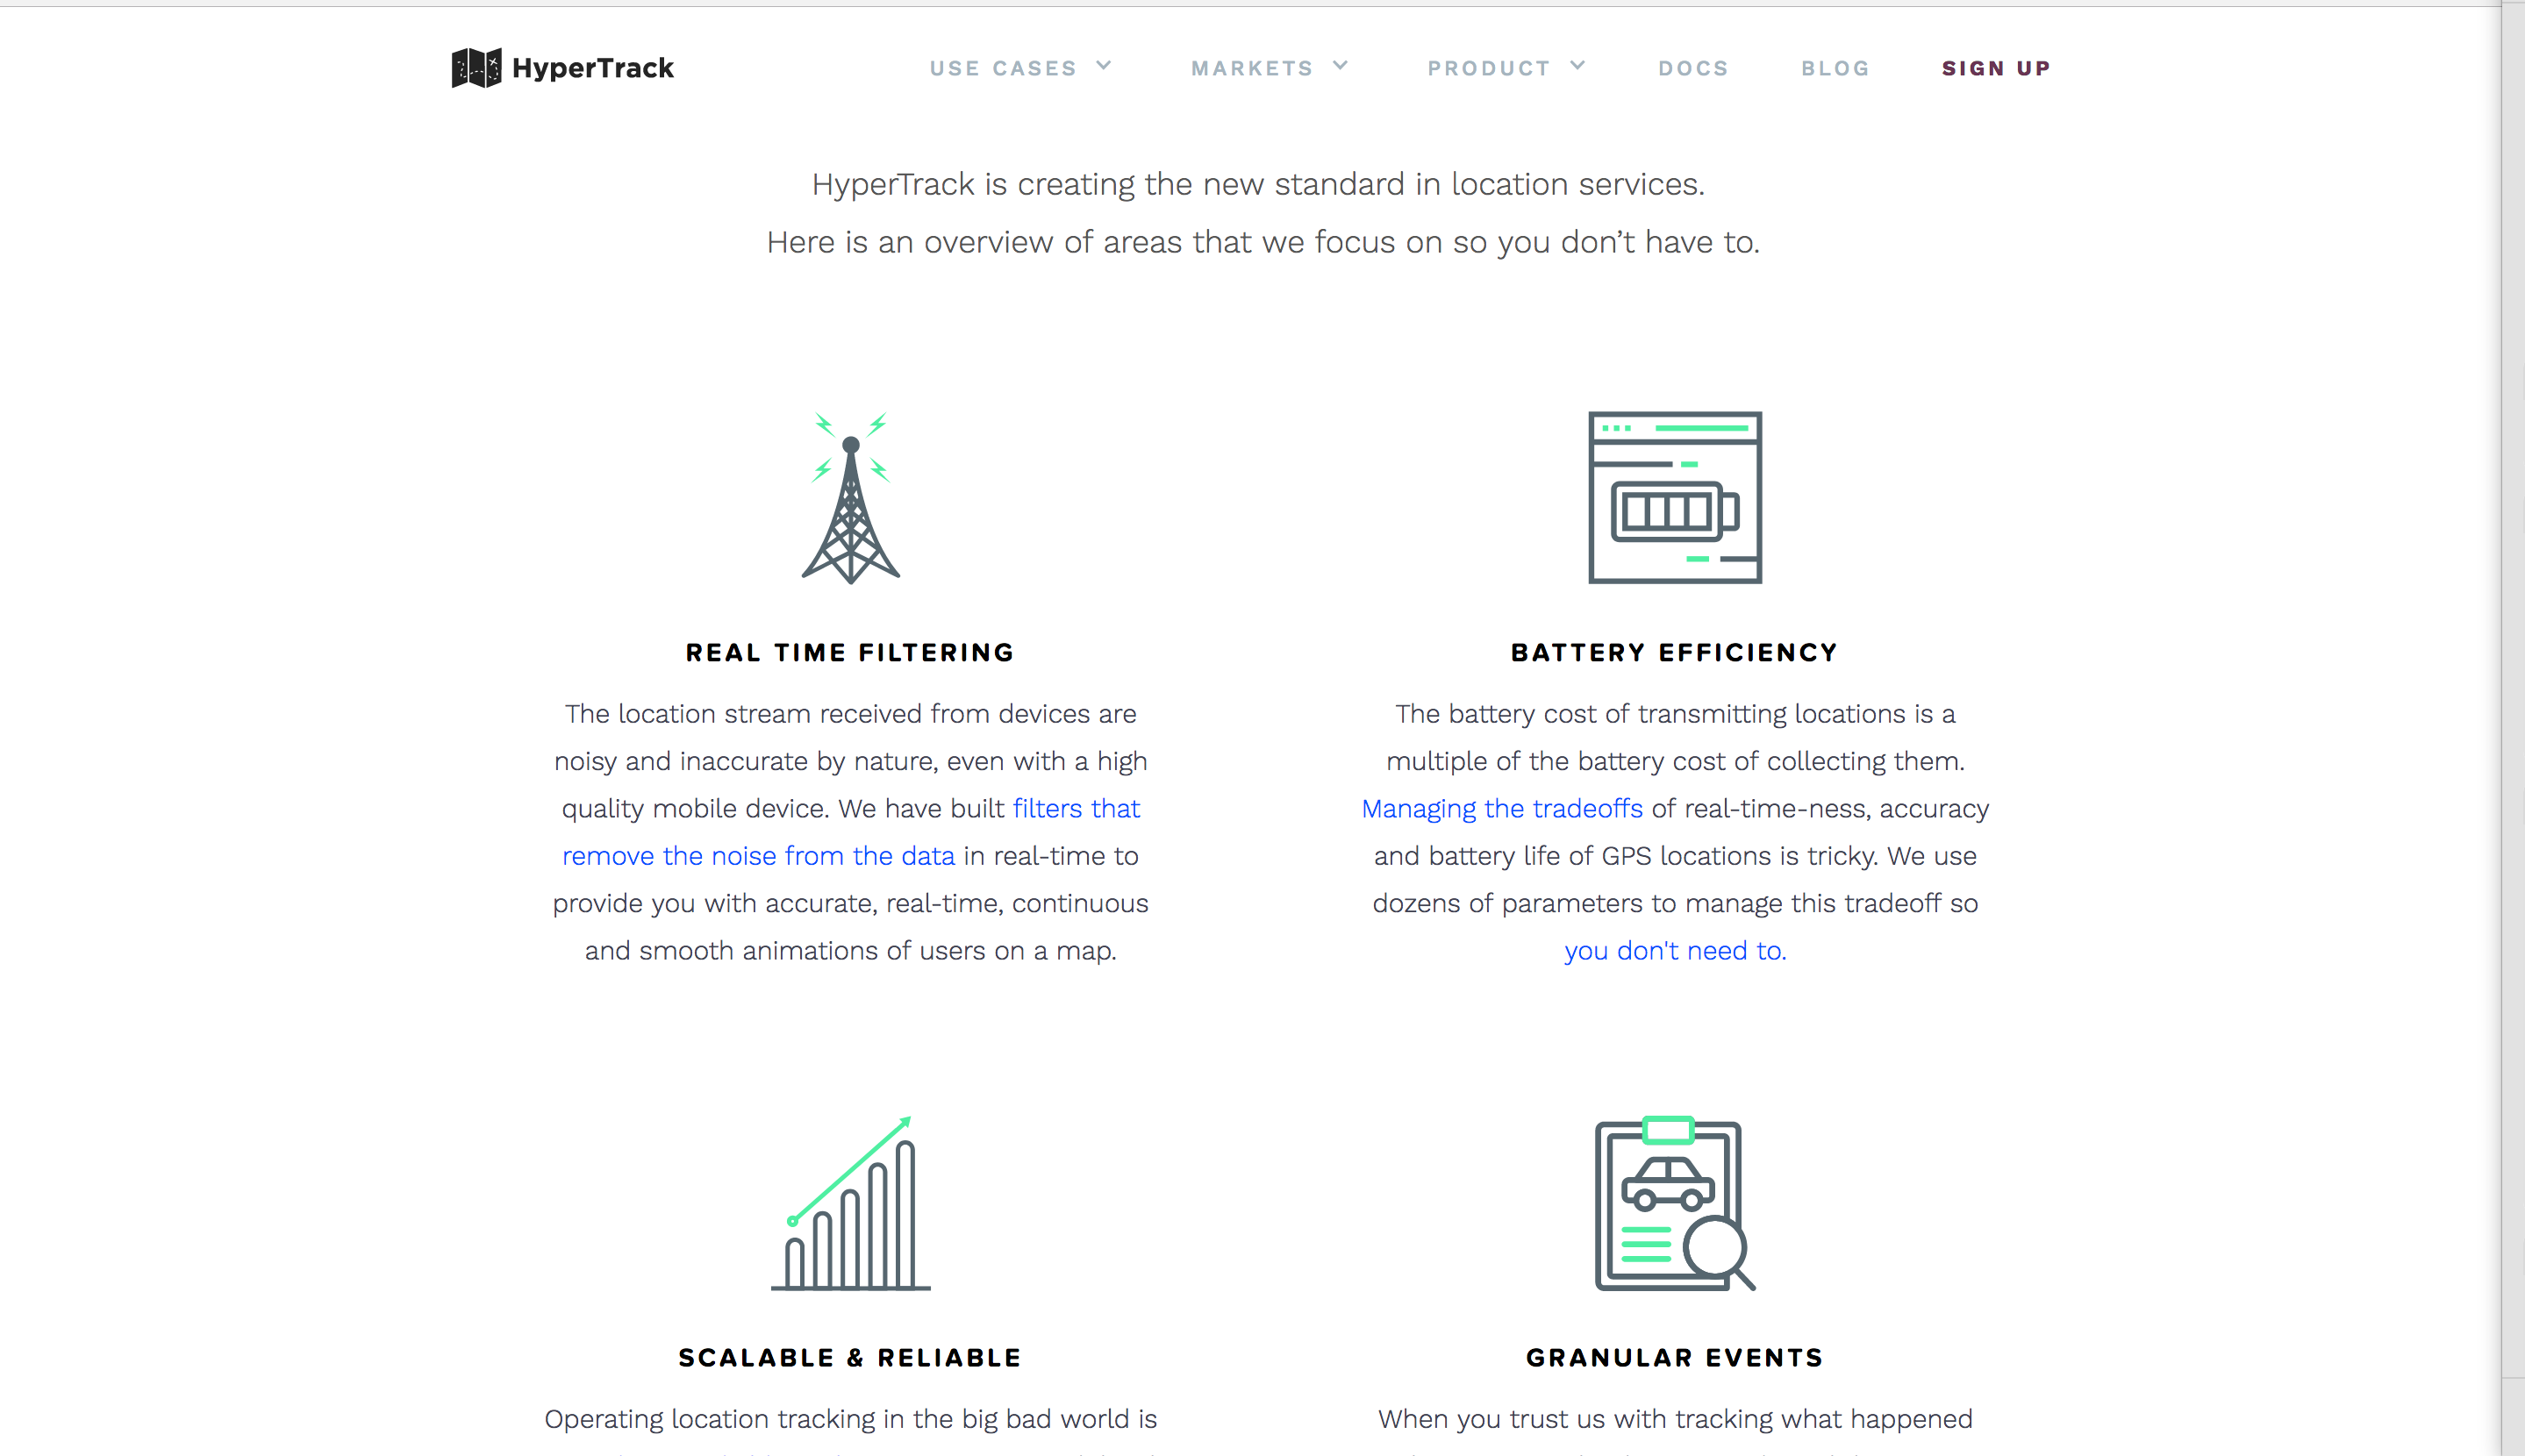 HyperTrack
USE CASES
MARKETS
PRODUCT
DOCS
BLOG
SIGN UP
HyperTrack is creating the new standard in location services.
Here is an overview of areas that we focus on so you don’t have to.
REAL TIME FILTERING
The location stream received from devices are
noisy and inaccurate by nature, even with a high
quality mobile device. We have built filters that
remove the noise from the data in real-time to
provide you with accurate, real-time, continuous
and smooth animations of users on a map.
BATTERY EFFICIENCY
The battery cost of transmitting locations is a
multiple of the battery cost of collecting them.
Managing the tradeoffs of real-time-ness, accuracy
and battery life of GPS locations is tricky. We use
dozens of parameters to manage this tradeoff so
you don't need to.
SCALABLE & RELIABLE
Operating location tracking in the big bad world is
GRANULAR EVENTS
When you trust us with tracking what happened